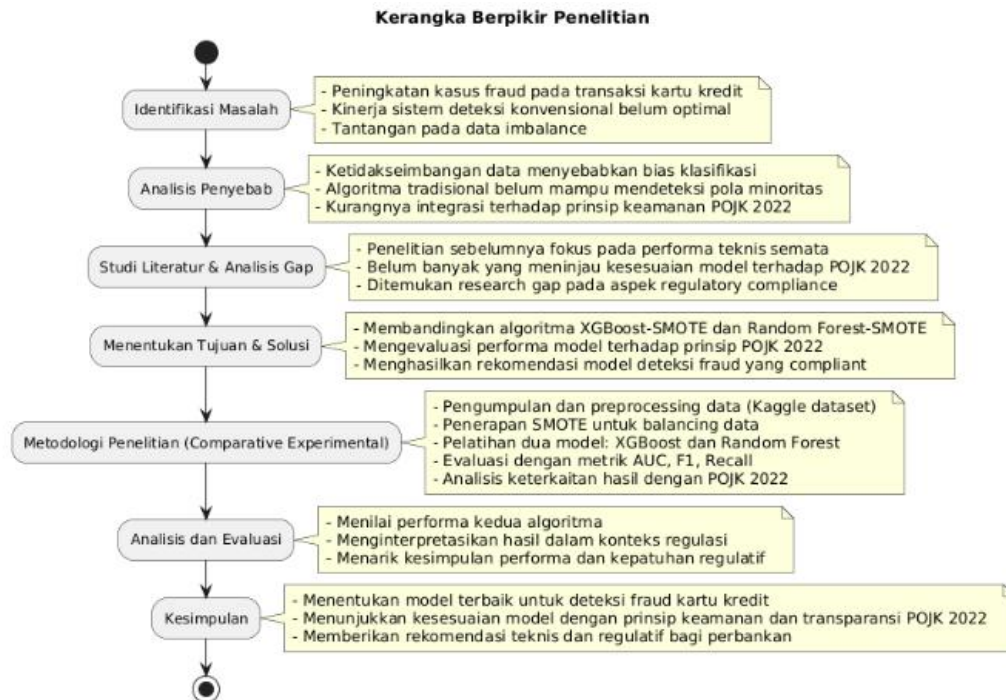 Kerangka Berpikir Penelitian
Identifikasi Masalah
- Peningkatan kasus fraud pada transaksi kartu kredit
- Kinerja sistem deteksi konvensional belum optimal
- Tantangan pada data imbalance
Analisis Penyebab
- Ketidakseimbangan data menyebabkan bias klasifikasi
- Algoritma tradisional belum mampu mendeteksi pola minoritas
- Kurangnya integrasi terhadap prinsip keamanan POJK 2022
Studi Literatur & Analisis Gap
- Penelitian sebelumnya fokus pada performa teknis semata
- Belum banyak yang meninjau kesesuaian model terhadap POJK 2022
- Ditemukan research gap pada aspek regulatory compliance
Menentukan Tujuan & Solusi
- Membandingkan algoritma XGBoost-SMOTE dan Random Forest-SMOTE
- Mengevaluasi performa model terhadap prinsip POJK 2022
- Menghasilkan rekomendasi model deteksi fraud yang compliant
Metodologi Penelitian (Comparative Experimental)
- Pengumpulan dan preprocessing data (Kaggle dataset)
- Penerapan SMOTE untuk balancing data
- Pelatihan dua model: XGBoost dan Random Forest
- Evaluasi dengan metrik AUC, F1, Recall
- Analisis keterkaitan hasil dengan POJK 2022
Analisis dan Evaluasi
- Menilai performa kedua algoritma
- Menginterpretasikan hasil dalam konteks regulasi
- Menarik kesimpulan performa dan kepatuhan regulatif
Kesimpulan
- Menentukan model terbaik untuk deteksi fraud kartu kredit
- Menunjukkan kesesuaian model dengan prinsip keamanan dan transparansi POJK 2022
- Memberikan rekomendasi teknis dan regulatif bagi perbankan